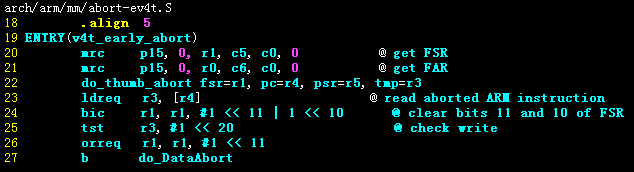 arch/arm/mm/abort-ev4t.S
18 .align 5
19 ENTRY(v4t_early_abort)
20 mrc p15, 0, r1, c5, c0, 0 @ get FSR
21 mrc p15, 0, r0, c6, c0, 0 @ get FAR
22 do_thumb_abort fsr=r1, pc=r4, psr=r5, tmp=r3
23 ldreq r3, [r4] @ read aborted ARM instruction
24 bic r1, r1, #1 << 11 | 1 << 10 @ clear bits 11 and 10 of FSR
25 tst r3, #1 << 20 @ check write
26 orreq r1, r1, #1 << 11
27 b do_DataAbort